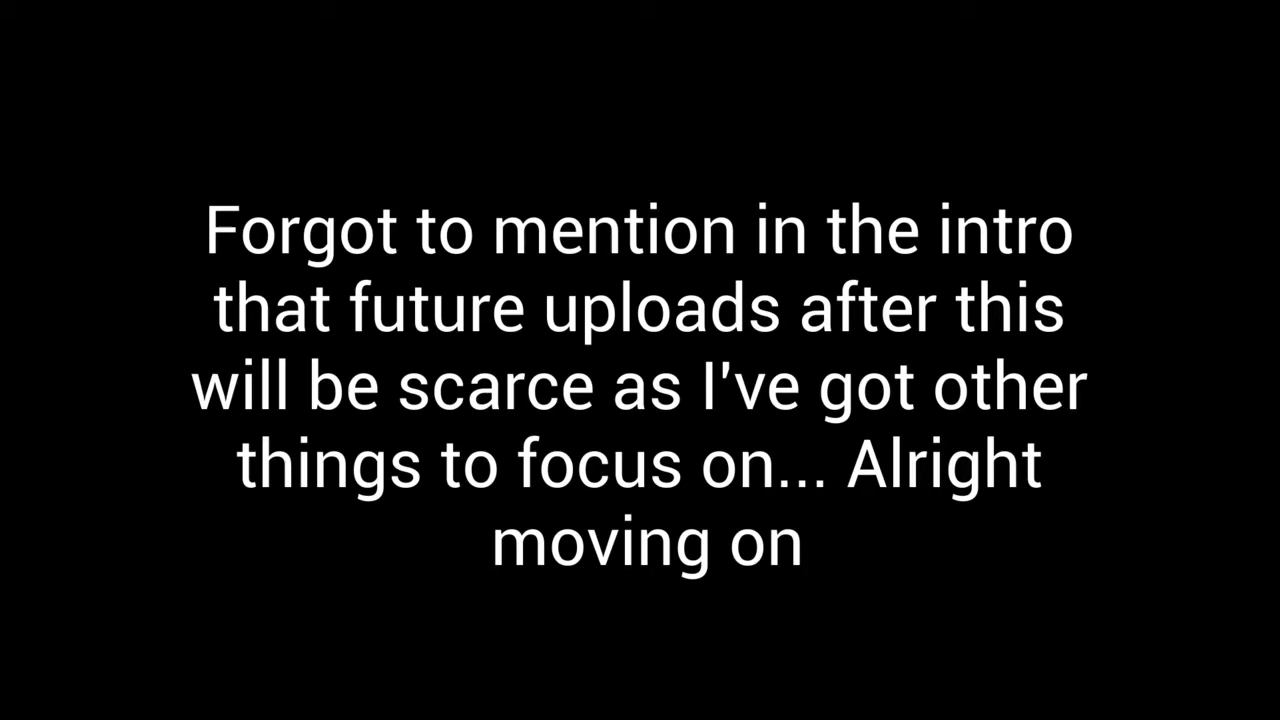 Forgot to mention in the intro
that future uploads after this
will be scarce as I've got other
things to focus on... Alright
moving on